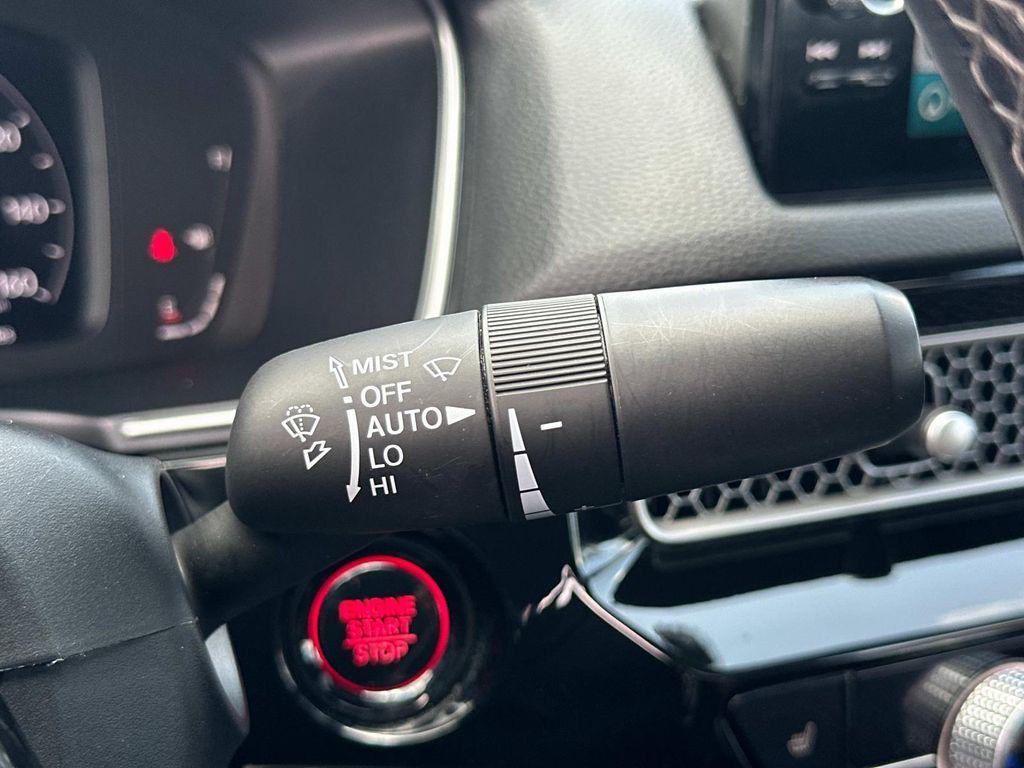 MIST
OFF
AUTO
LO
HI
ENGINE
START
STOP